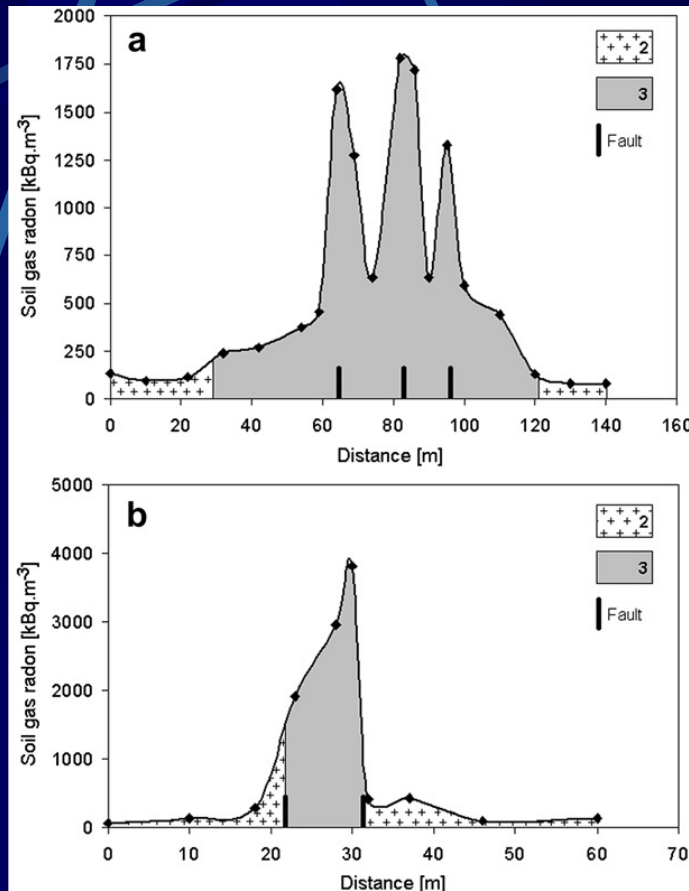 a
Soil gas radon [kBq.m-3]
2000
1750
1500
1250
1000
750
500
250
0
0 20 40 60 80 100 120 140 160
Distance [m]
2
3
Fault
b
Soil gas radon [kBq.m-3]
5000
4000
3000
2000
1000
0
0 10 20 30 40 50 60 70
Distance [m]
2
3
Fault